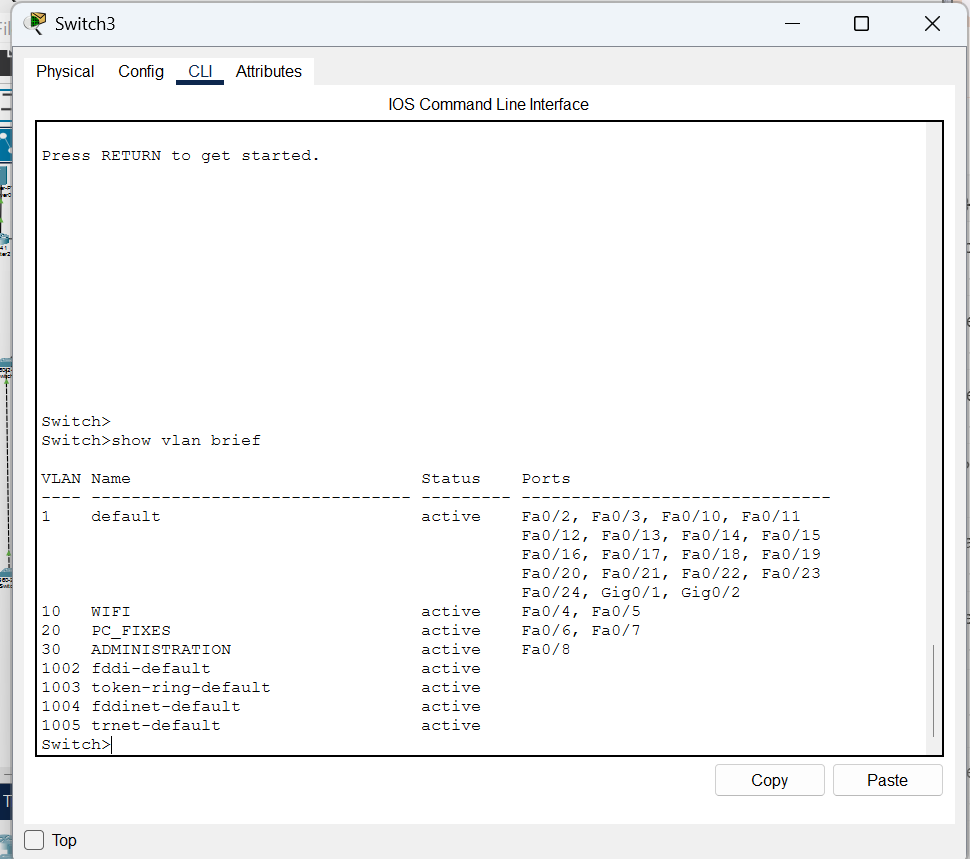 Switch3
Physical Config CLI Attributes
IOS Command Line Interface
Press RETURN to get started.
Switch>
Switch>show vlan brief
VLAN Name                             Status    Ports
---- -------------------------------- --------- -------------------------------
1    default                          active    Fa0/2, Fa0/3, Fa0/10, Fa0/11
                                                Fa0/12, Fa0/13, Fa0/14, Fa0/15
                                                Fa0/16, Fa0/17, Fa0/18, Fa0/19
                                                Fa0/20, Fa0/21, Fa0/22, Fa0/23
                                                Fa0/24, Gig0/1, Gig0/2
10   WIFI                             active    Fa0/4, Fa0/5
20   PC_FIXES                         active    Fa0/6, Fa0/7
30   ADMINISTRATION                   active    Fa0/8
1002 fddi-default                     active
1003 token-ring-default               active
1004 fddinet-default                  active
1005 trnet-default                    active
Switch>
Copy Paste
Top